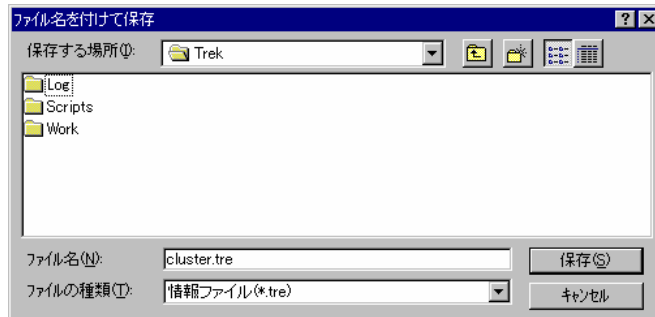 ファイル名を付けて保存
保存する場所(I): Trek
Log
Scripts
Work
ファイル名(N): cluster.tre 保存(S)
ファイルの種類(T): 情報ファイル(*.tre) キャンセル